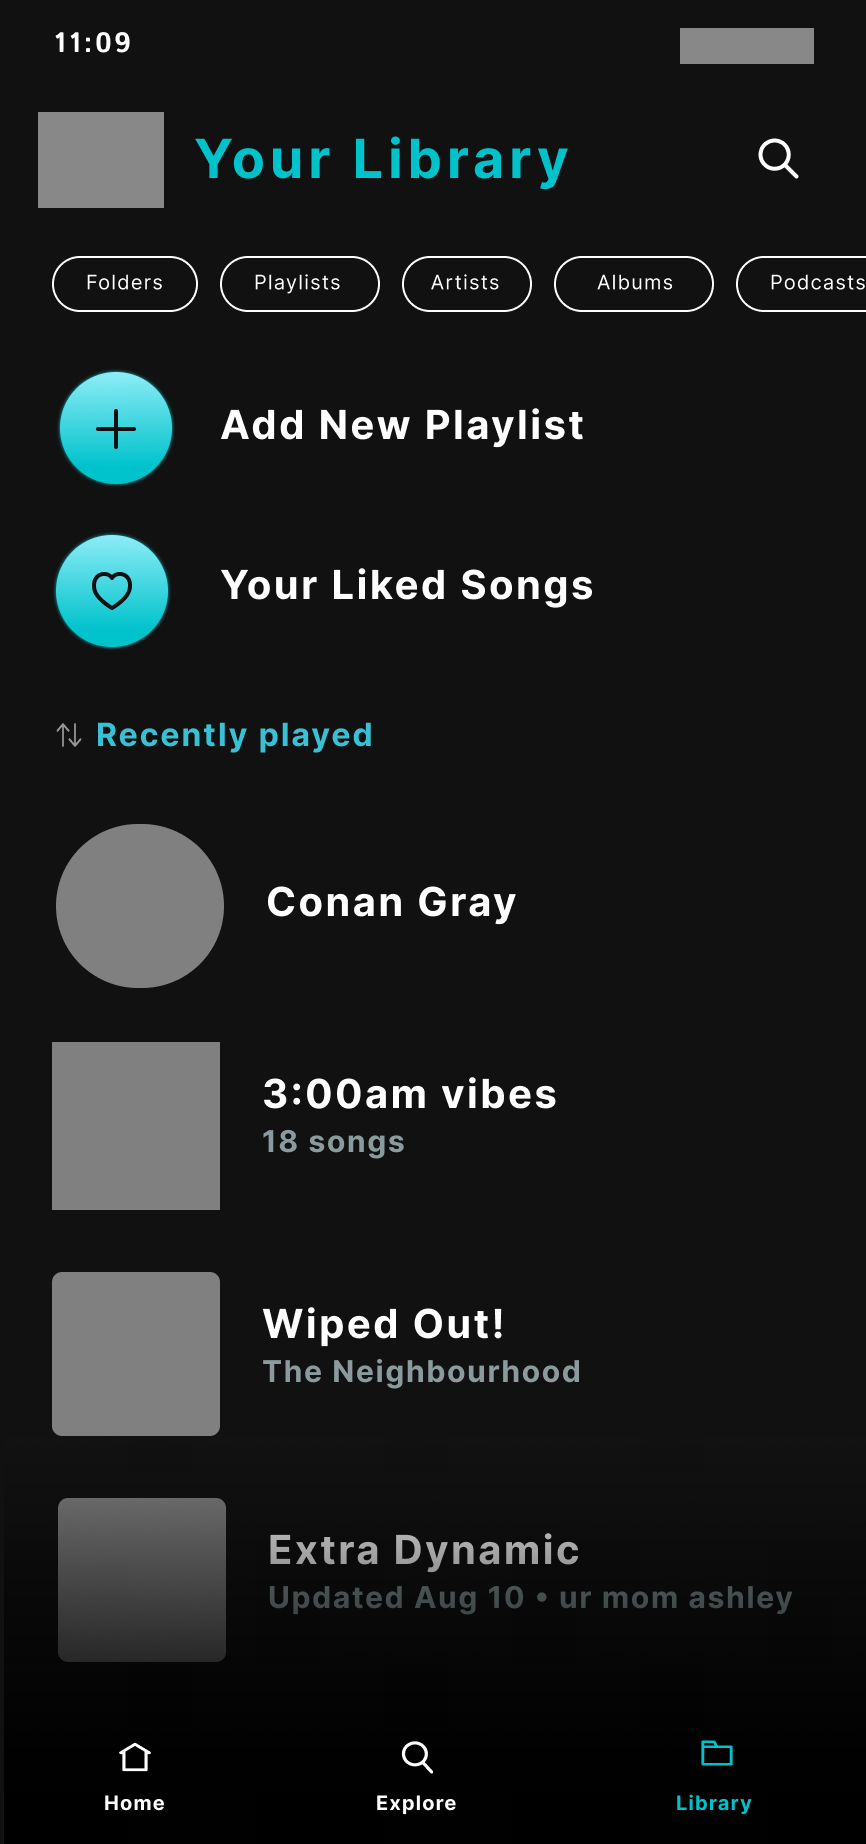 11:09
Your Library
Folders Playlists Artists Albums Podcasts
Add New Playlist
Your Liked Songs
Recently played
Conan Gray
3:00am vibes
18 songs
Wiped Out!
The Neighbourhood
Extra Dynamic
Updated Aug 10 • ur mom ashley
Home Explore Library